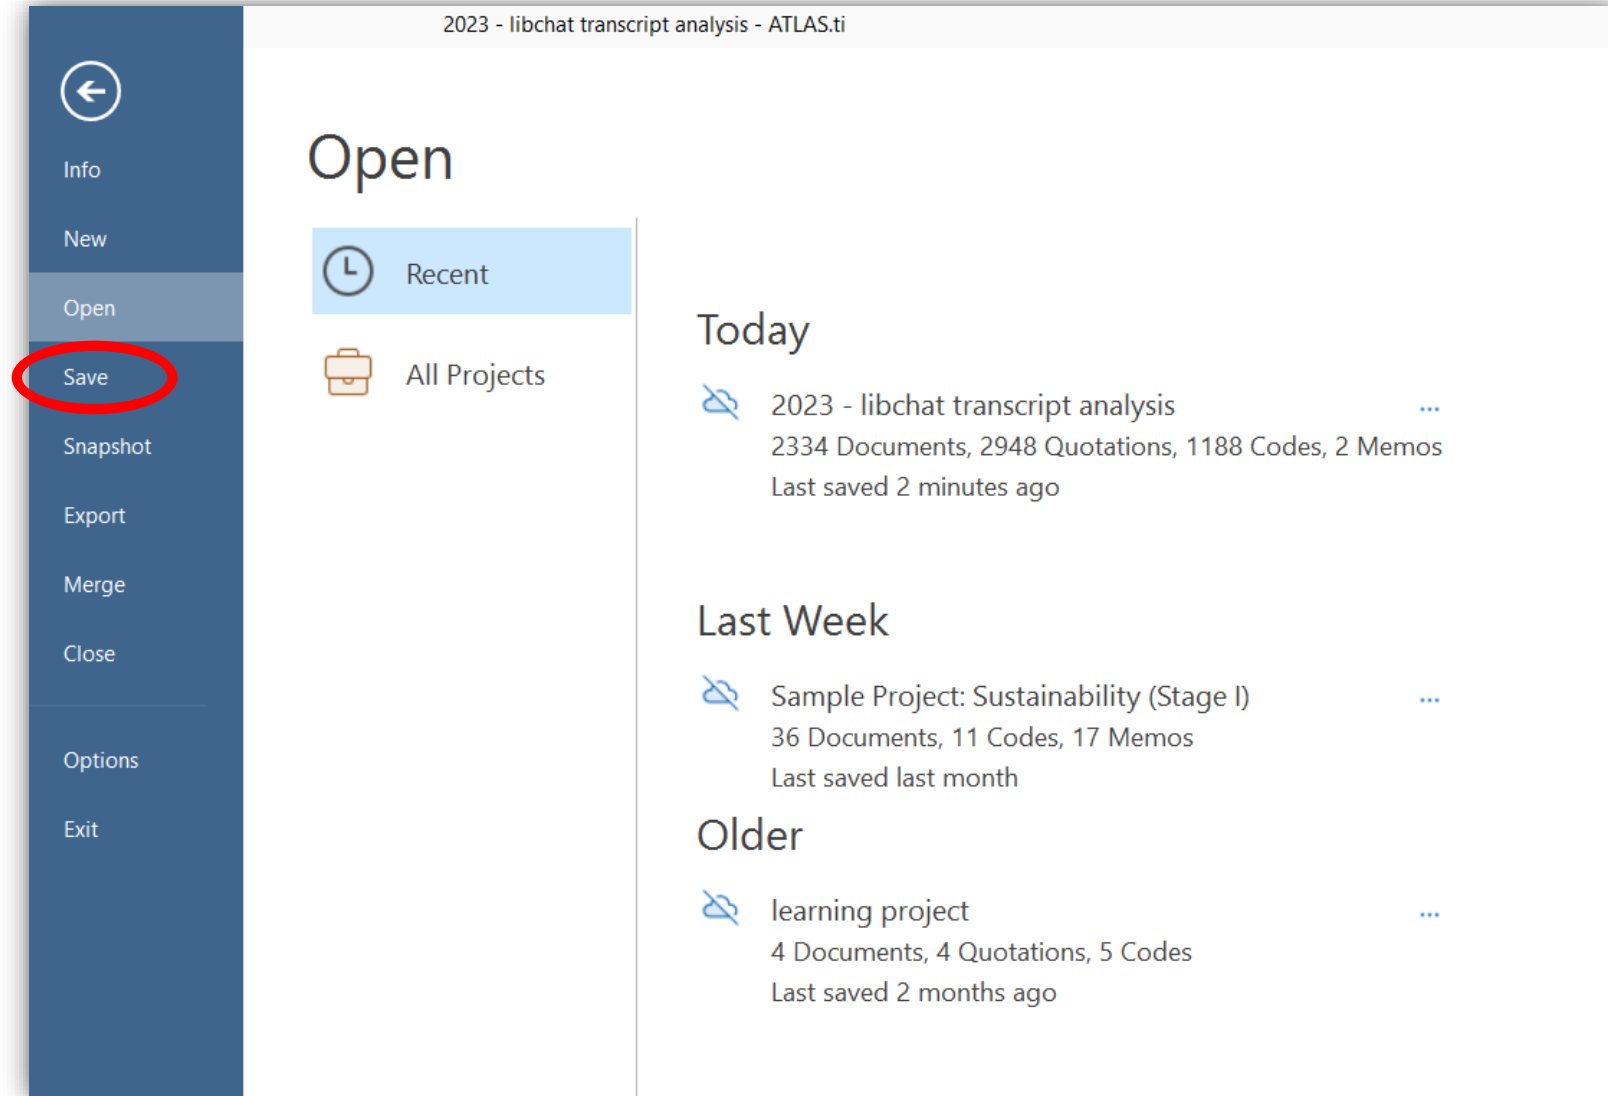 2023 - libchat transcript analysis - ATLAS.ti
Info
New
Open
Save
Snapshot
Export
Merge
Close
Options
Exit
Open
Recent
All Projects
Today
2023 - libchat transcript analysis
...
2334 Documents, 2948 Quotations, 1188 Codes, 2 Memos
Last saved 2 minutes ago
Last Week
Sample Project: Sustainability (Stage I)
...
36 Documents, 11 Codes, 17 Memos
Last saved last month
Older
learning project
...
4 Documents, 4 Quotations, 5 Codes
Last saved 2 months ago